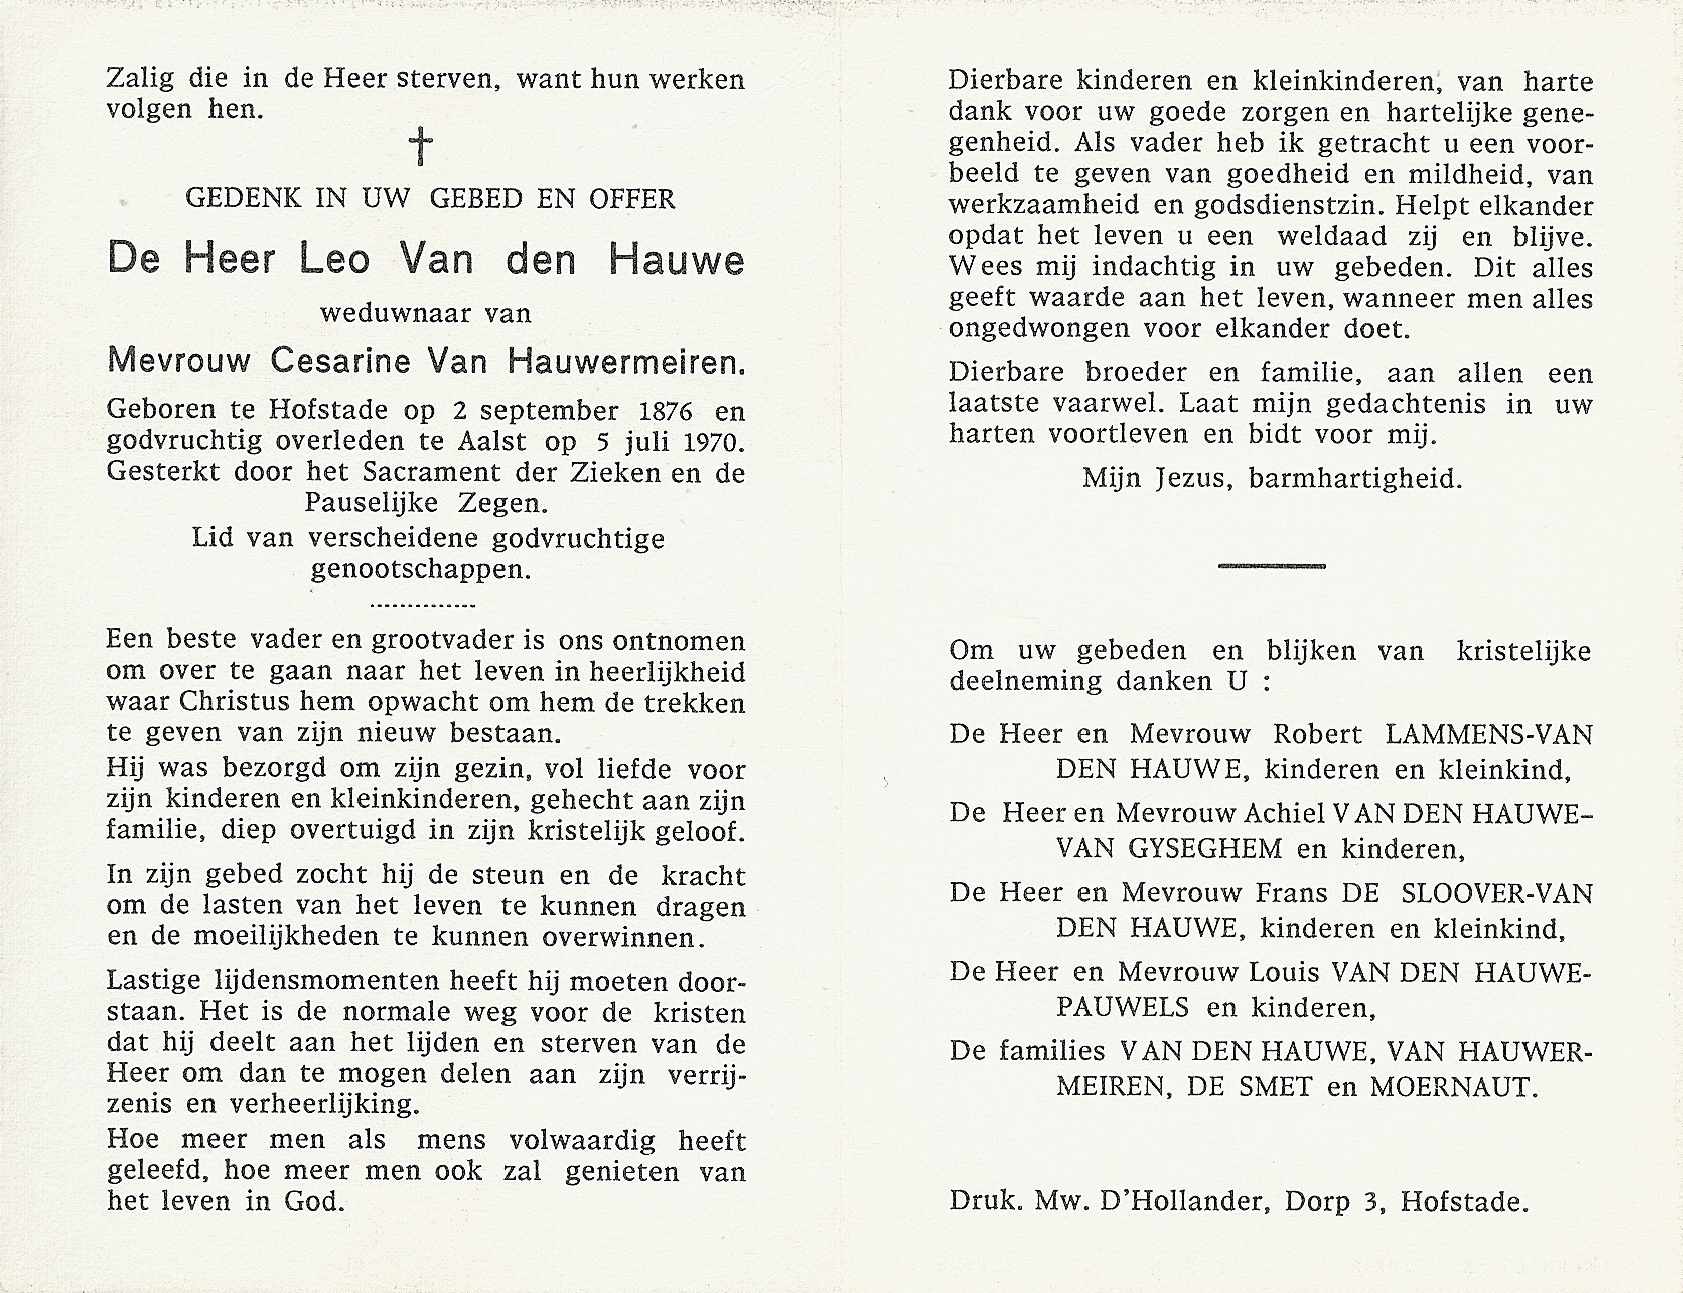 Zalig die in de Heer sterven, want hun werken
volgen hen.
†
GEDENK IN UW GEBED EN OFFER
De Heer Leo Van den Hauwe
weduwnaar van
Mevrouw Cesarine Van Hauwermeiren.
Geboren te Hofstade op 2 september 1876 en
godvruchtig overleden te Aalst op 5 juli 1970.
Gesterkt door het Sacrament der Zieken en de
Pauselijke Zegen.
Lid van verscheidene godvruchtige
genootschappen.
..............
Een beste vader en grootvader is ons ontnomen
om over te gaan naar het leven in heerlijkheid
waar Christus hem opwacht om hem de trekken
te geven van zijn nieuw bestaan.
Hij was bezorgd om zijn gezin, vol liefde voor
zijn kinderen en kleinkinderen, gehecht aan zijn
familie, diep overtuigd in zijn kristelijk geloof.
In zijn gebed zocht hij de steun en de kracht
om de lasten van het leven te kunnen dragen
en de moeilijkheden te kunnen overwinnen.
Lastige lijdensmomenten heeft hij moeten door-
staan. Het is de normale weg voor de kristen
dat hij deelt aan het lijden en sterven van de
Heer om dan te mogen delen aan zijn verrij-
zenis en verheerlijking.
Hoe meer men als mens volwaardig heeft
geleefd, hoe meer men ook zal genieten van
het leven in God.
Dierbare kinderen en kleinkinderen, van harte
dank voor uw goede zorgen en hartelijke gene-
genheid. Als vader heb ik getracht u een voor-
beeld te geven van goedheid en mildheid, van
werkzaamheid en godsdienstzin. Helpt elkander
opdat het leven u een weldaad zij en blijve.
Wees mij indachtig in uw gebeden. Dit alles
geeft waarde aan het leven, wanneer men alles
ongedwongen voor elkander doet.
Dierbare broeder en familie, aan allen een
laatste vaarwel. Laat mijn gedachtenis in uw
harten voortleven en bidt voor mij.
Mijn Jezus, barmhartigheid.
Om uw gebeden en blijken van kristelijke
deelneming danken U :
De Heer en Mevrouw Robert LAMMENS-VAN
DEN HAUWE, kinderen en kleinkind,
De Heer en Mevrouw Achiel VAN DEN HAUWE-
VAN GYSEGHEM en kinderen,
De Heer en Mevrouw Frans DE SLOOVER-VAN
DEN HAUWE, kinderen en kleinkind,
De Heer en Mevrouw Louis VAN DEN HAUWE-
PAUWELS en kinderen,
De families VAN DEN HAUWE, VAN HAUWER-
MEIREN, DE SMET en MOERNAUT.
Druk. Mw. D'Hollander, Dorp 3, Hofstade.